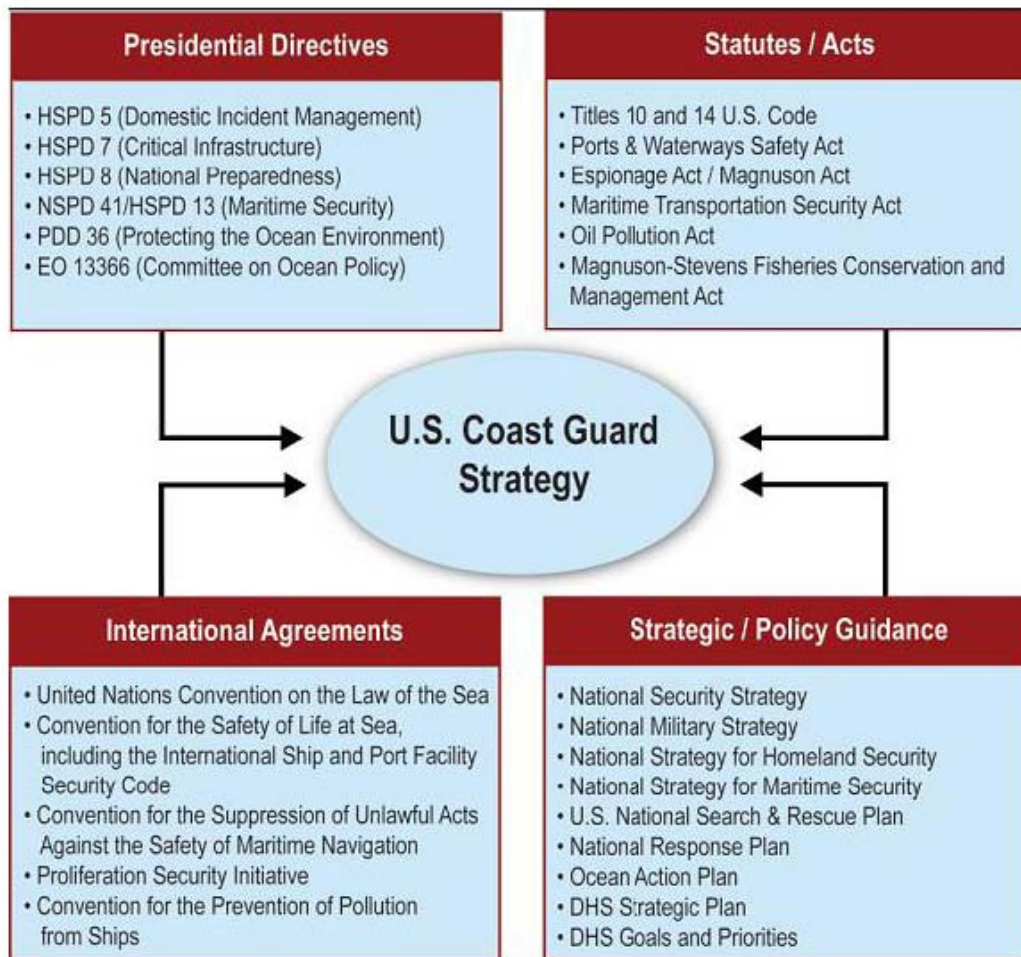 Presidential Directives
• HSPD 5 (Domestic Incident Management)
• HSPD 7 (Critical Infrastructure)
• HSPD 8 (National Preparedness)
• NSPD 41/HSPD 13 (Maritime Security)
• PDD 36 (Protecting the Ocean Environment)
• EO 13366 (Committee on Ocean Policy)
Statutes / Acts
• Titles 10 and 14 U.S. Code
• Ports & Waterways Safety Act
• Espionage Act / Magnuson Act
• Maritime Transportation Security Act
• Oil Pollution Act
• Magnuson-Stevens Fisheries Conservation and
Management Act
U.S. Coast Guard
Strategy
International Agreements
• United Nations Convention on the Law of the Sea
• Convention for the Safety of Life at Sea,
including the International Ship and Port Facility
Security Code
• Convention for the Suppression of Unlawful Acts
Against the Safety of Maritime Navigation
• Proliferation Security Initiative
• Convention for the Prevention of Pollution
from Ships
Strategic / Policy Guidance
• National Security Strategy
• National Military Strategy
• National Strategy for Homeland Security
• National Strategy for Maritime Security
• U.S. National Search & Rescue Plan
• National Response Plan
• Ocean Action Plan
• DHS Strategic Plan
• DHS Goals and Priorities